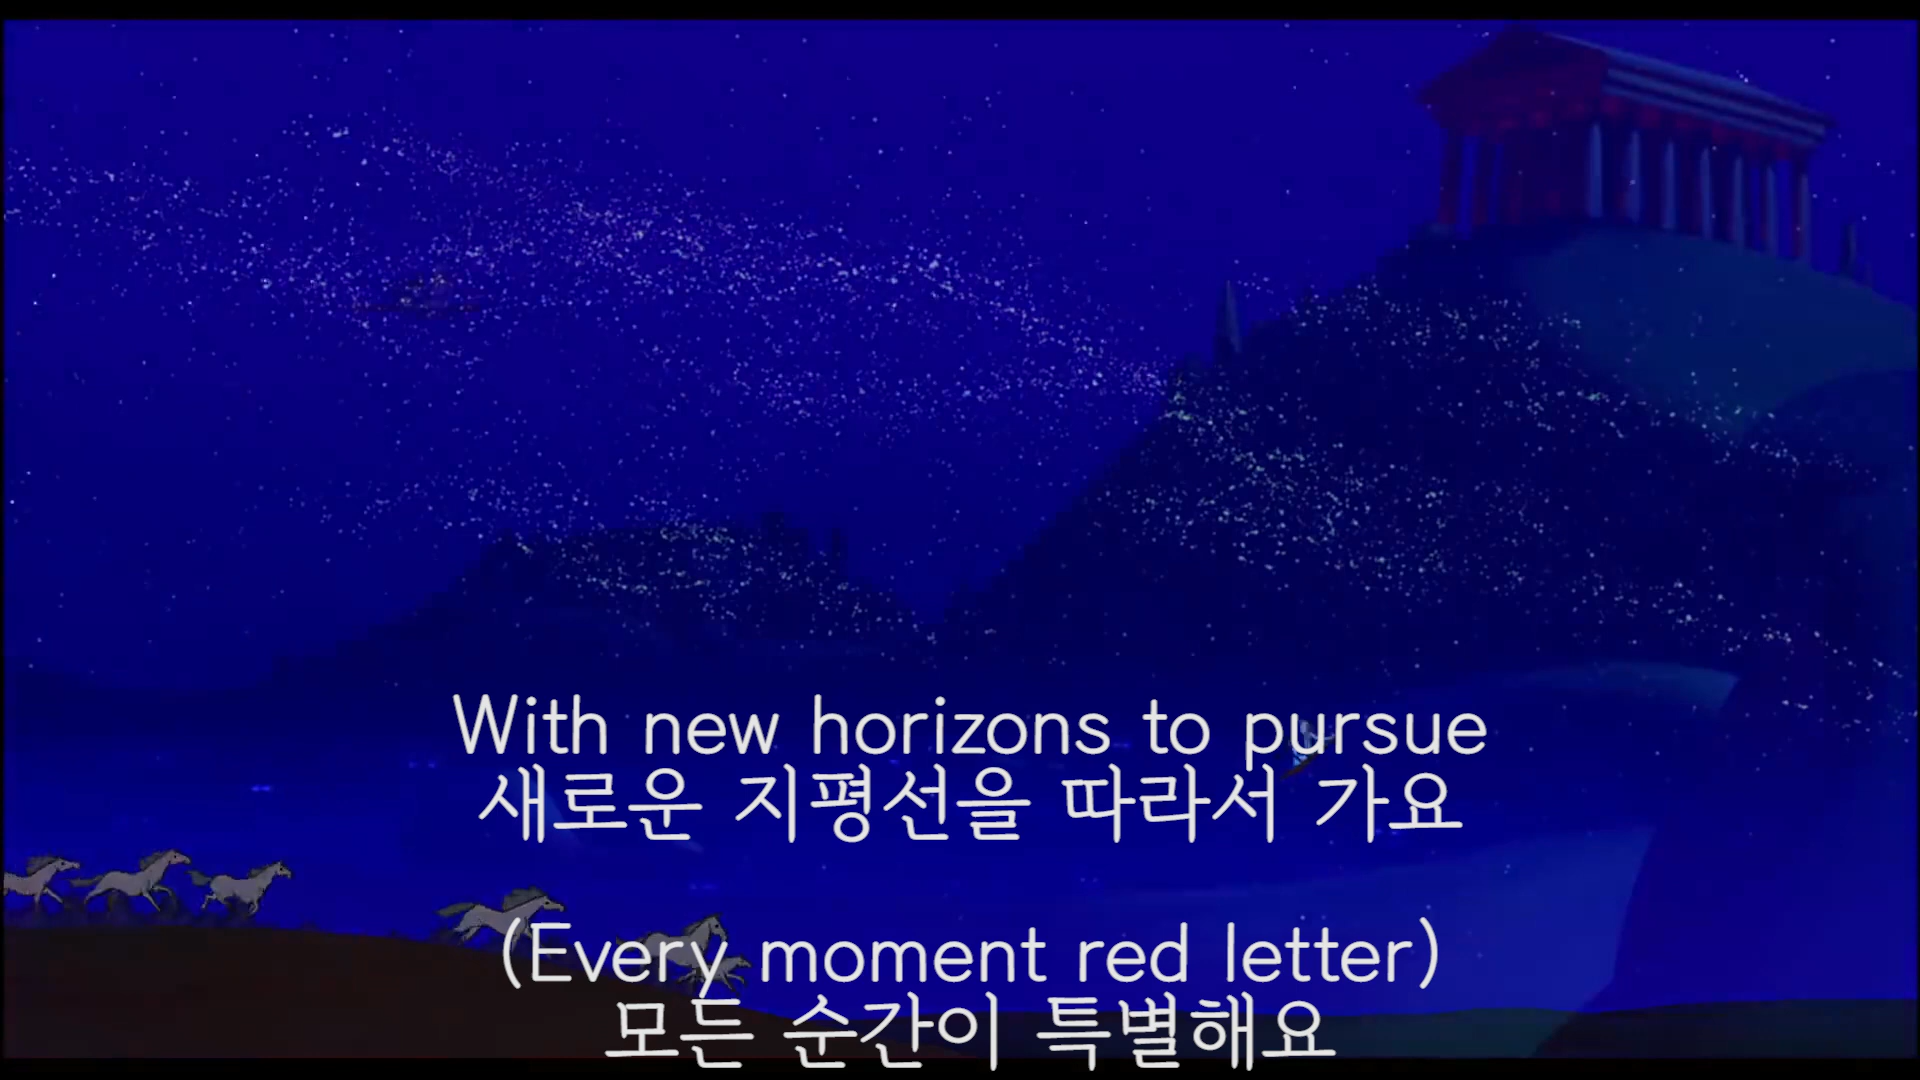 With new horizons to pursue
새로운 지평선을 따라서 가요
(Every moment red letter)
모든 순간이 특별해요